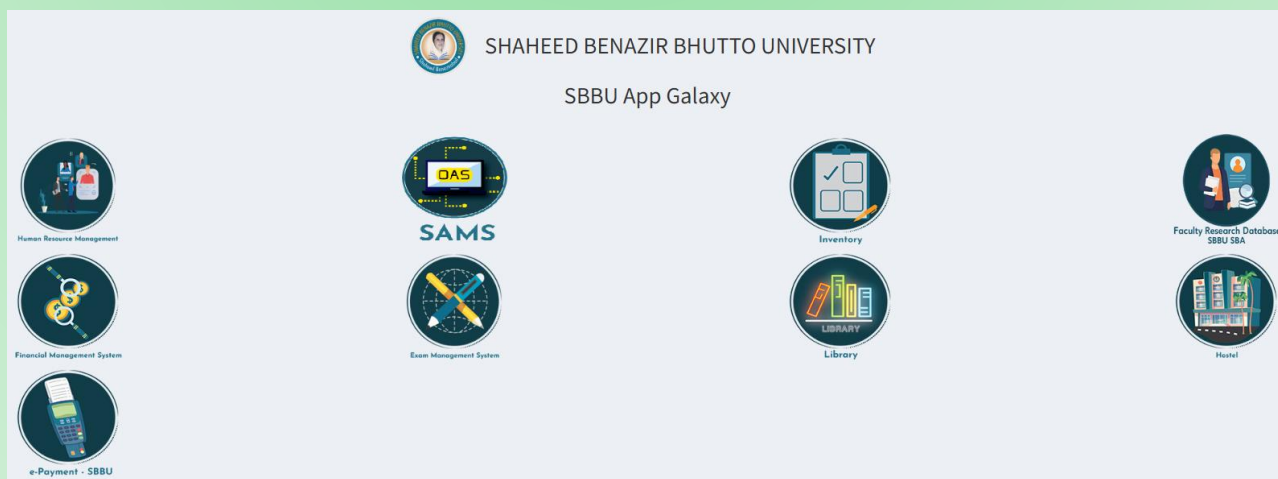 SHAHEED BENAZIR BHUTTO UNIVERSITY
SBBU App Galaxy
Human Resource Management
OAS
SAMS
Inventory
Faculty Research Database
SBBU SBA
Financial Management System
Exam Management System
LIBRARY
Library
Hostel
e-Payment - SBBU